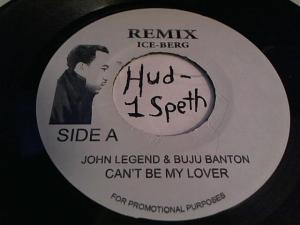 REMIX
ICE-BERG
Hud-
1 Speth
SIDE A
JOHN LEGEND & BUJU BANTON
CAN'T BE MY LOVER
FOR PROMOTIONAL PURPOSES